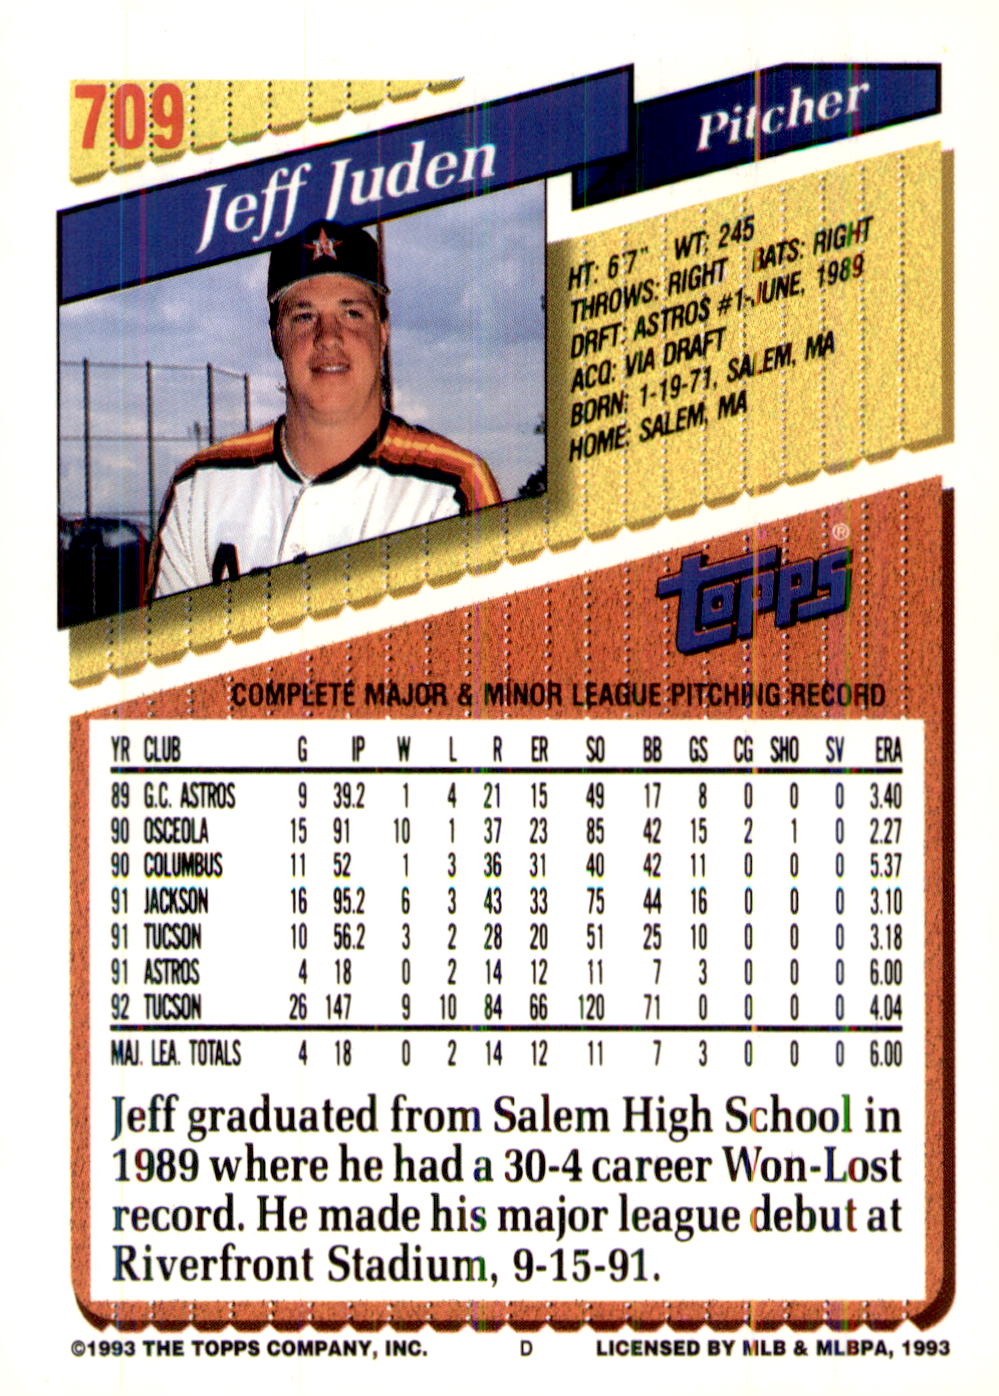 709
Jeff Juden
Pitcher
HT: 6'7" WT: 245
THROWS: RIGHT BATS: RIGHT
DRFT: ASTROS #1-JUNE, 1989
ACQ: VIA DRAFT
BORN: 1-19-71, SALEM, MA
HOME: SALEM, MA
topps®
COMPLETE MAJOR & MINOR LEAGUE PITCHING RECORD
YR CLUB G IP W L R ER SO BB GS CG SHO SV ERA
89 G.C. ASTROS 9 39.2 1 4 21 15 49 17 8 0 0 0 3.40
90 OSCEOLA 15 91 10 1 37 23 85 42 15 2 1 0 2.27
90 COLUMBUS 11 52 1 3 36 31 40 42 11 0 0 0 5.37
91 JACKSON 16 95.2 6 3 43 33 75 44 16 0 0 0 3.10
91 TUCSON 10 56.2 3 2 28 20 51 25 10 0 0 0 3.18
91 ASTROS 4 18 0 2 14 12 11 7 3 0 0 0 6.00
92 TUCSON 26 147 9 10 84 66 120 71 0 0 0 0 4.04
MAJ. LEA. TOTALS 4 18 0 2 14 12 11 7 3 0 0 0 6.00
Jeff graduated from Salem High School in
1989 where he had a 30-4 career Won-Lost
record. He made his major league debut at
Riverfront Stadium, 9-15-91.
©1993 THE TOPPS COMPANY, INC. D LICENSED BY MLB & MLBPA, 1993